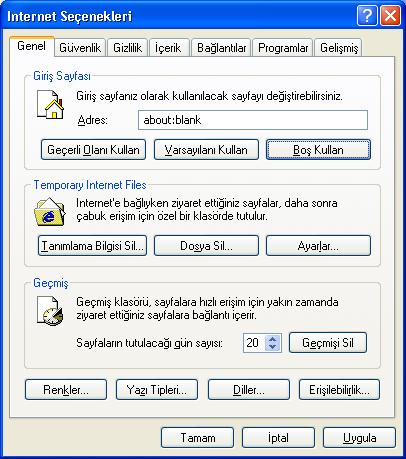 Internet Seçenekleri
Genel Güvenlik Gizlilik İçerik Bağlantılar Programlar Gelişmiş
Giriş Sayfası
Giriş sayfanız olarak kullanılacak sayfayı değiştirebilirsiniz.
Adres: about:blank
Geçerli Olanı Kullan Varsayılanı Kullan Boş Kullan
Temporary Internet Files
Internet'e bağlıyken ziyaret ettiğiniz sayfalar, daha sonra
çabuk erişim için özel bir klasörde tutulur.
Tanımlama Bilgisi Sil... Dosya Sil... Ayarlar...
Geçmiş
Geçmiş klasörü, sayfalara hızlı erişim için yakın zamanda
ziyaret ettiğiniz sayfalara bağlantı içerir.
Sayfaların tutulacağı gün sayısı: 20 Geçmişi Sil
Renkler... Yazı Tipleri... Diller... Erişilebilirlik...
Tamam İptal Uygula